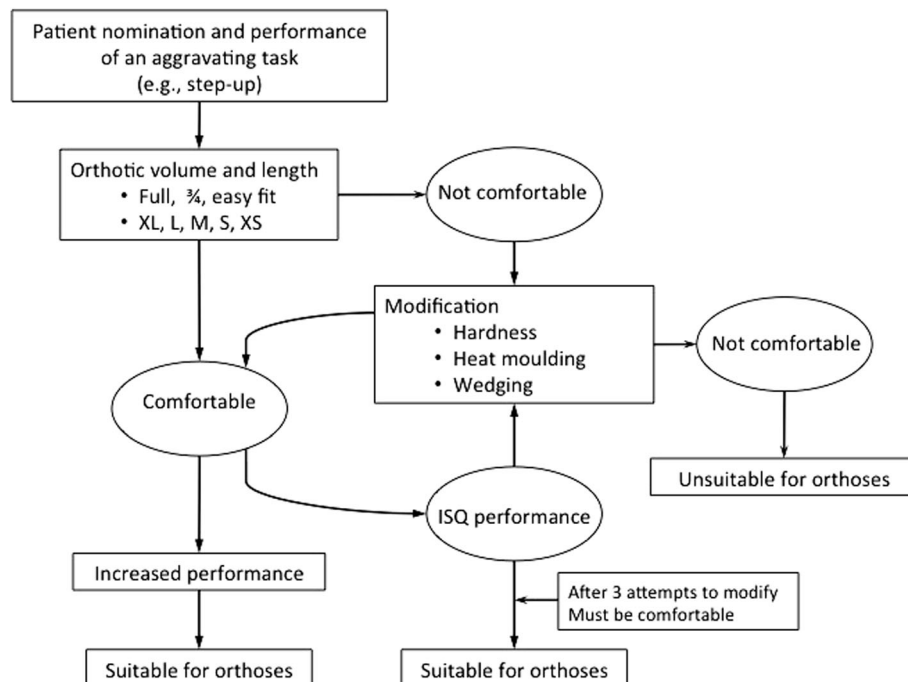 Patient nomination and performance
of an aggravating task
(e.g., step-up)
Orthotic volume and length
• Full, ¾, easy fit
• XL, L, M, S, XS
Not comfortable
Modification
• Hardness
• Heat moulding
• Wedging
Not comfortable
Comfortable
Unsuitable for orthoses
ISQ performance
Increased performance
After 3 attempts to modify
Must be comfortable
Suitable for orthoses
Suitable for orthoses